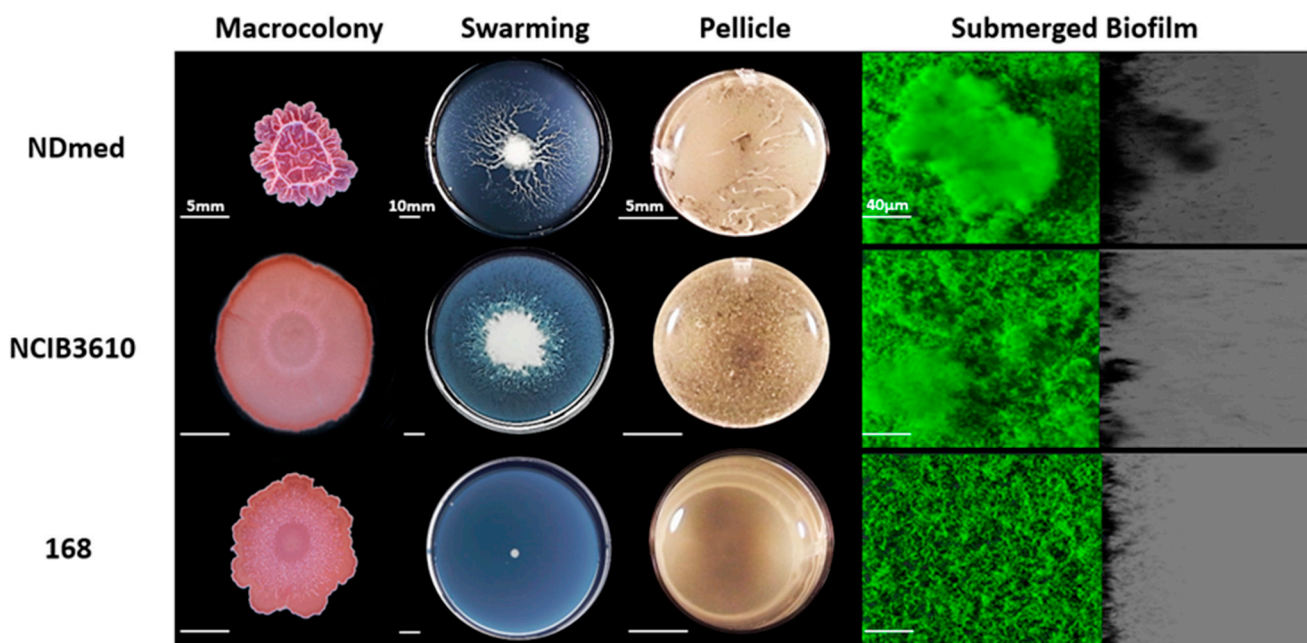 Macrocolony Swarming Pellicle Submerged Biofilm
NDmed
5mm 10mm 5mm 40µm
NCIB3610
168